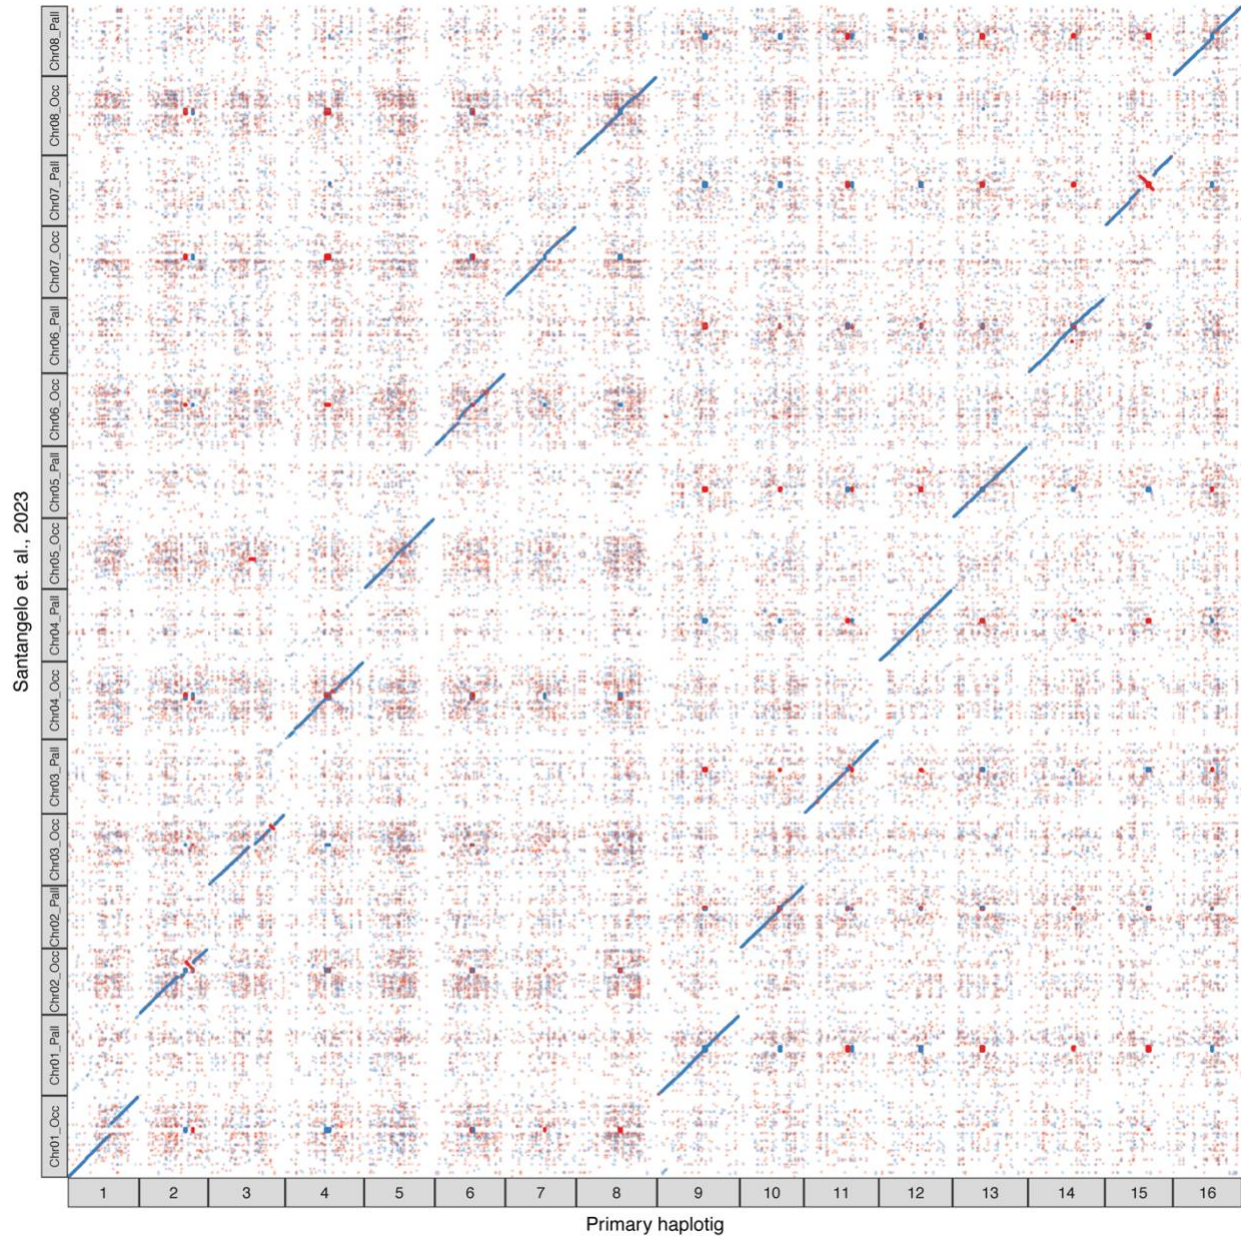 Santangelo et. al., 2023
Chr08_Pall
Chr08_Occ
Chr07_Pall
Chr07_Occ
Chr06_Pall
Chr06_Occ
Chr05_Pall
Chr05_Occ
Chr04_Pall
Chr04_Occ
Chr03_Pall
Chr03_Occ
Chr02_Pall
Chr02_Occ
Chr01_Pall
Chr01_Occ
1 2 3 4 5 6 7 8 9 10 11 12 13 14 15 16
Primary haplotig